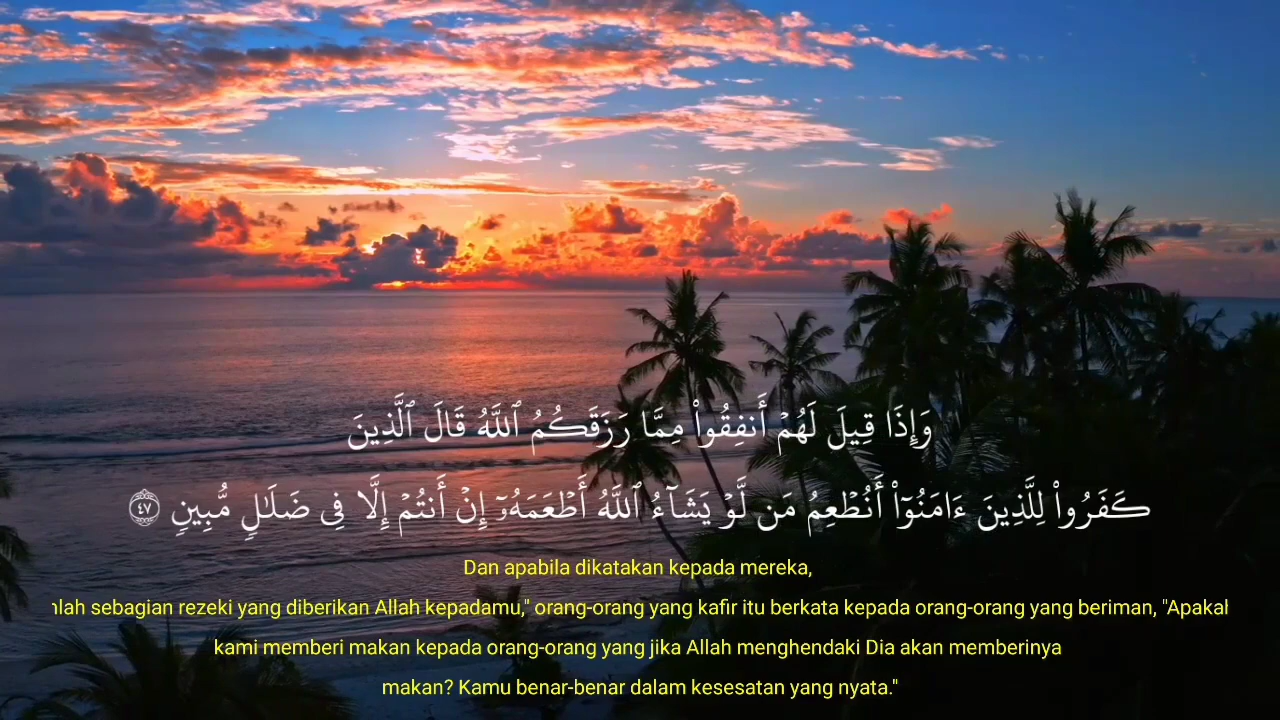 وَإِذَا قِيلَ لَهُمْ أَنفِقُوا۟ مِمَّا رَزَقَكُمُ ٱللَّهُ قَالَ ٱلَّذِينَ
كَفَرُوا۟ لِلَّذِينَ ءَامَنُوٓا۟ أَنُطْعِمُ مَن لَّوْ يَشَآءُ ٱللَّهُ أَطْعَمَهُۥٓ إِنْ أَنتُمْ إِلَّا فِى ضَلَـٰلٍ مُّبِينٍ ٤٧
Dan apabila dikatakan kepada mereka,
sebagian rezeki yang diberikan Allah kepadamu," orang-orang yang kafir itu berkata kepada orang-orang yang beriman, "Apakah
kami memberi makan kepada orang-orang yang jika Allah menghendaki Dia akan memberinya
makan? Kamu benar-benar dalam kesesatan yang nyata."